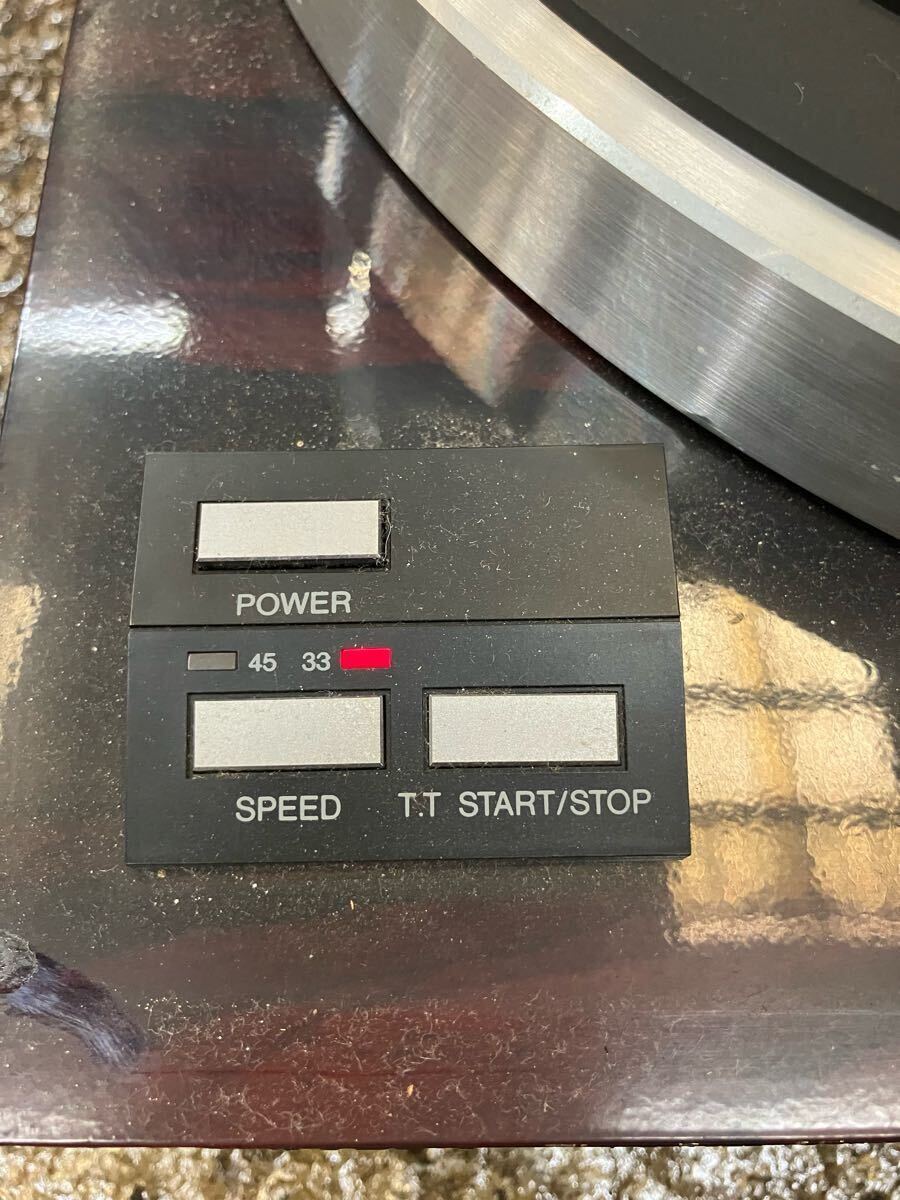 POWER
45 33
SPEED
T.T START/STOP